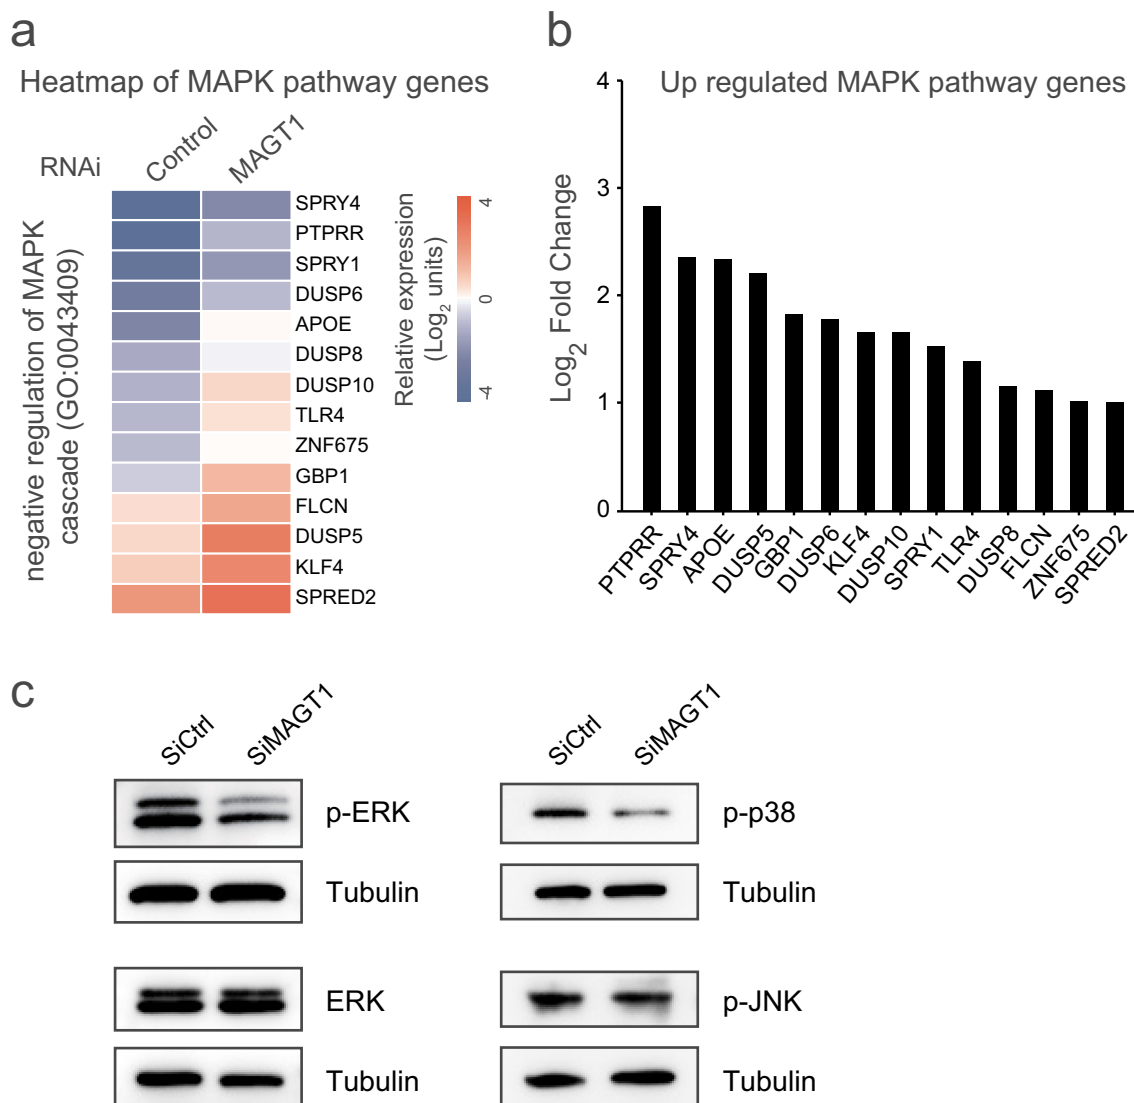 a
Heatmap of MAPK pathway genes
RNAi
Control
MAGT1
negative regulation of MAPK
cascade (GO:0043409)
SPRY4
PTPRR
SPRY1
DUSP6
APOE
DUSP8
DUSP10
TLR4
ZNF675
GBP1
FLCN
DUSP5
KLF4
SPRED2
Relative expression
(Log2 units)
4
0
-4
b
Up regulated MAPK pathway genes
Log2 Fold Change
4
3
2
1
0
PTPRR
SPRY4
APOE
DUSP5
GBP1
DUSP6
KLF4
DUSP10
SPRY1
TLR4
DUSP8
FLCN
ZNF675
SPRED2
c
SiCtrl
SiMAGT1
p-ERK
Tubulin
ERK
Tubulin
SiCtrl
SiMAGT1
p-p38
Tubulin
p-JNK
Tubulin